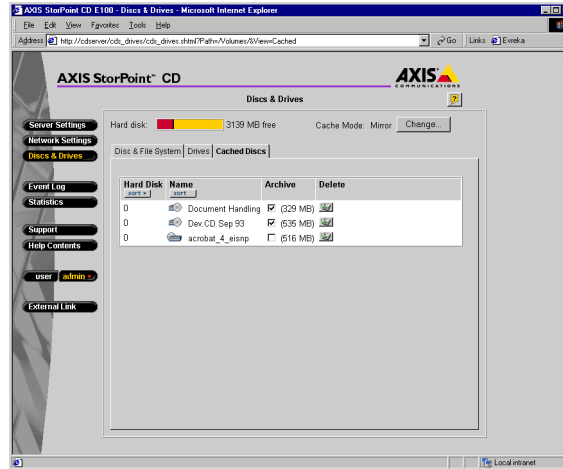 AXIS StorPoint CD E100 - Discs & Drives - Microsoft Internet Explorer
File Edit View Favorites Tools Help
Address http://cdserver/cds_drives/cds_drives.shtml?Path=/Volumes/&View=Cached Go Links Evreka
AXIS StorPoint™ CD
AXIS
COMMUNICATIONS
Discs & Drives
Server Settings
Network Settings
Discs & Drives
Event Log
Statistics
Support
Help Contents
user admin
External Link
Hard disk: 3139 MB free Cache Mode: Mirror Change...
Disc & File System Drives Cached Discs
Hard Disk Name Archive Delete
sort sort
0 Document Handling (329 MB)
0 Dev.CD Sep 93 (535 MB)
0 acrobat_4_eisnp (516 MB)
Local intranet